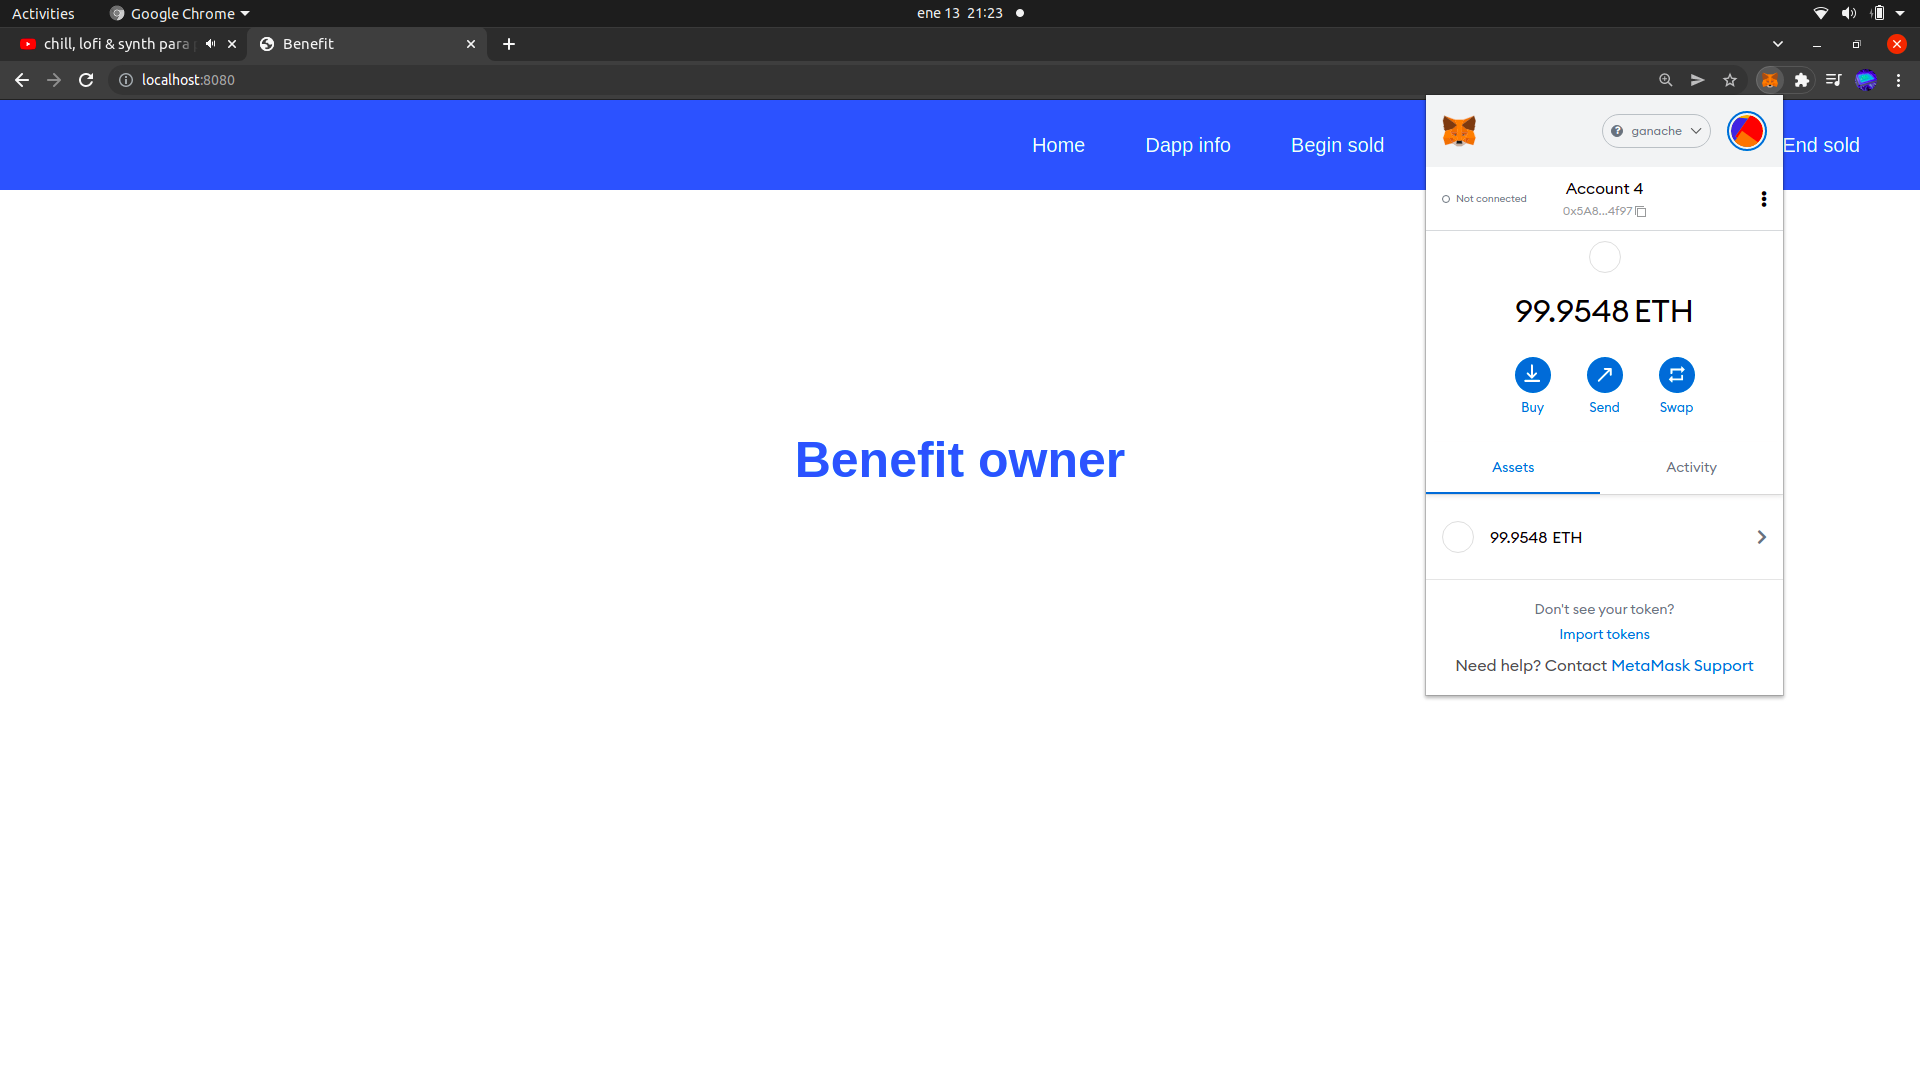 Activities Google Chrome ene 13 21:23
chill, lofi & synth para Benefit
localhost:8080
Home Dapp info Begin sold End sold
ganache
Not connected Account 4
0x5A8...4f97
99.9548 ETH
Buy Send Swap
Benefit owner
Assets Activity
99.9548 ETH
Don't see your token?
Import tokens
Need help? Contact MetaMask Support